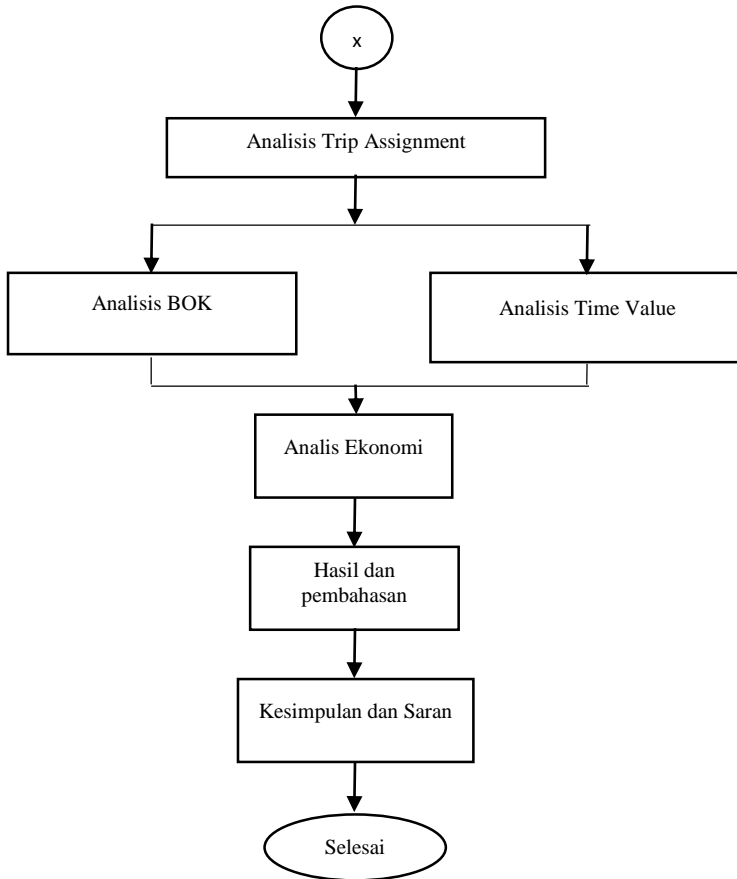 x
Analisis Trip Assignment
Analisis BOK
Analisis Time Value
Analis Ekonomi
Hasil dan
pembahasan
Kesimpulan dan Saran
Selesai